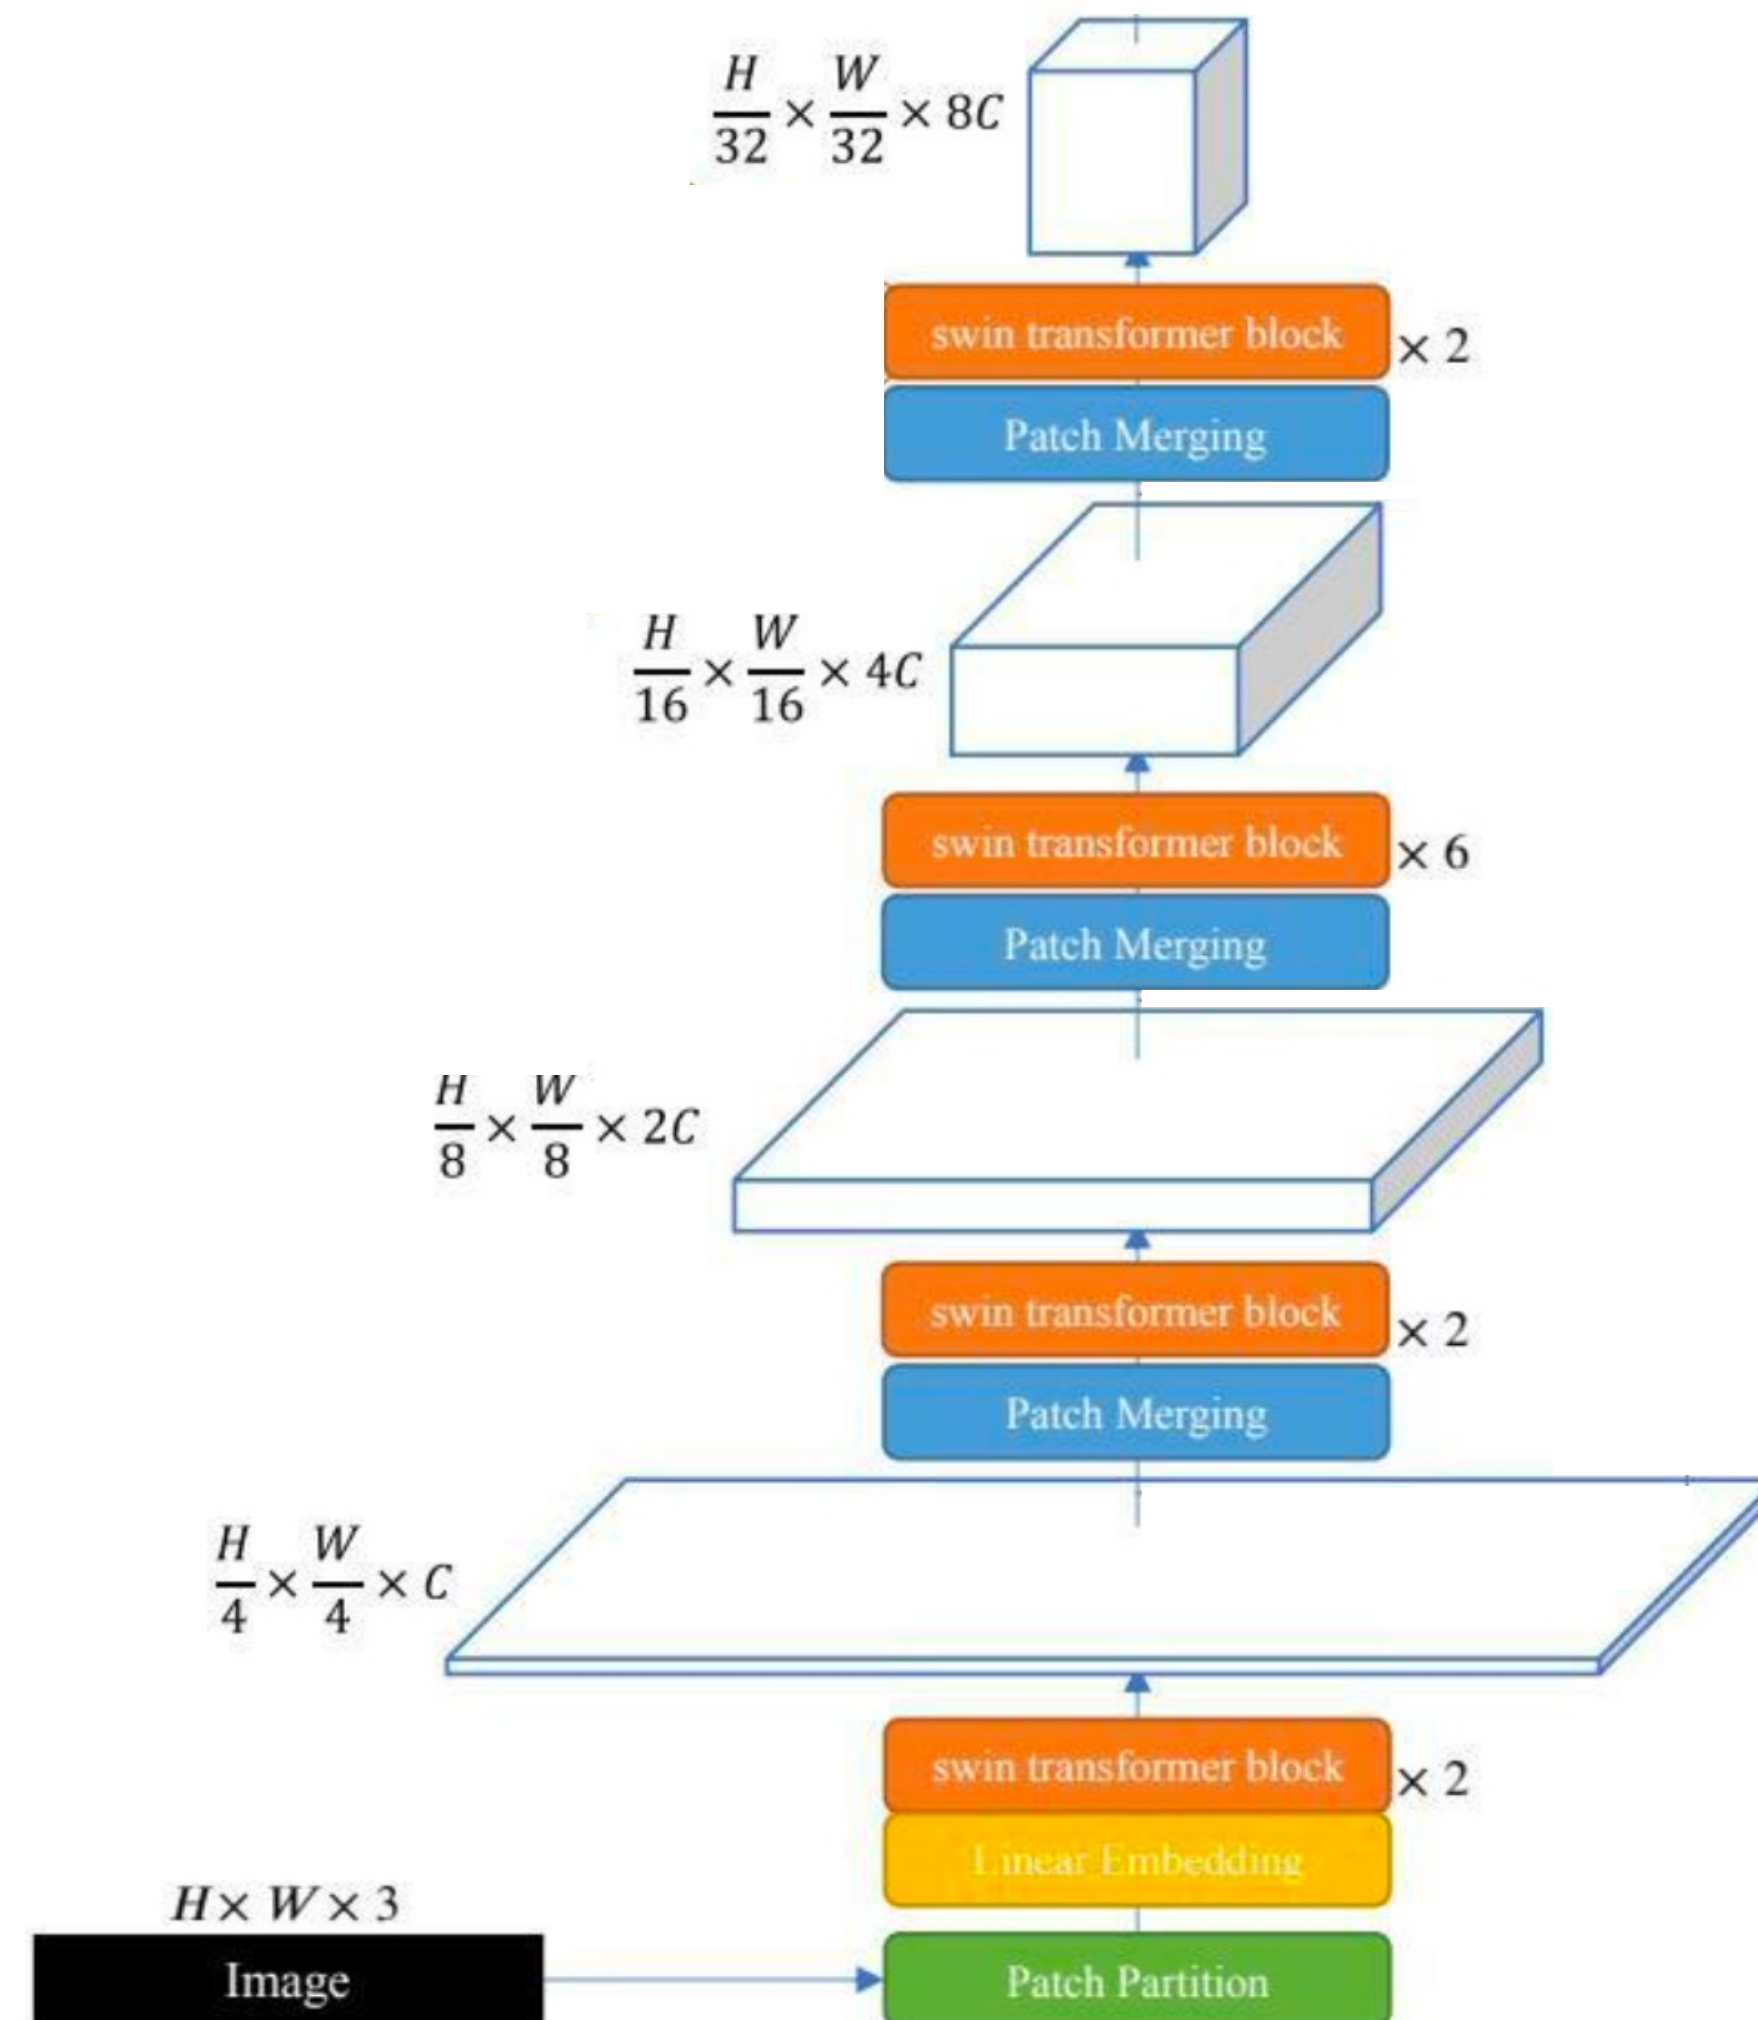 H/32 × W/32 × 8C
swin transformer block × 2
Patch Merging
H/16 × W/16 × 4C
swin transformer block × 6
Patch Merging
H/8 × W/8 × 2C
swin transformer block × 2
Patch Merging
H/4 × W/4 × C
swin transformer block × 2
Linear Embedding
H × W × 3
Image
Patch Partition